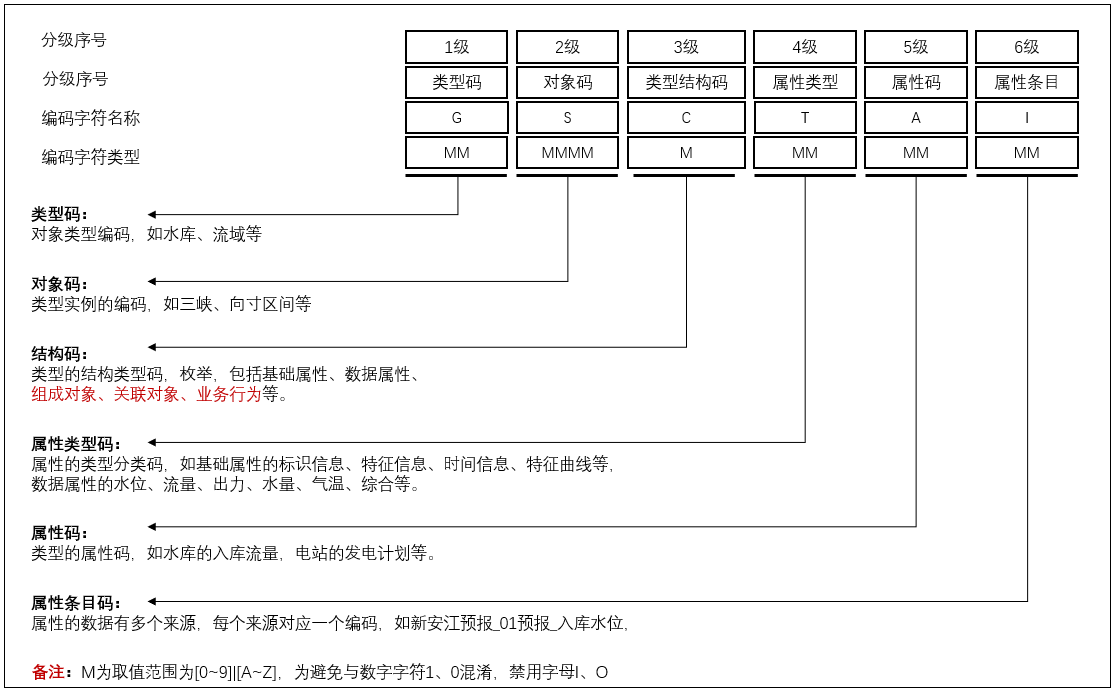 分级序号 1级 2级 3级 4级 5级 6级
分级序号 类型码 对象码 类型结构码 属性类型 属性码 属性条目
编码字符名称 G S C T A I
编码字符类型 MM MMMM M MM MM MM
类型码：
对象类型编码，如水库、流域等
对象码：
类型实例的编码，如三峡、向寸区间等
结构码：
类型的结构类型码，枚举，包括基础属性、数据属性、
组成对象、关联对象、业务行为等。
属性类型码：
属性的类型分类码，如基础属性的标识信息、特征信息、时间信息、特征曲线等，
数据属性的水位、流量、出力、水量、气温、综合等。
属性码：
类型的属性码，如水库的入库流量，电站的发电计划等。
属性条目码：
属性的数据有多个来源，每个来源对应一个编码，如新安江预报_01预报_入库水位，
备注：M为取值范围为[0~9]|[A~Z]，为避免与数字字符1、0混淆，禁用字母I、O